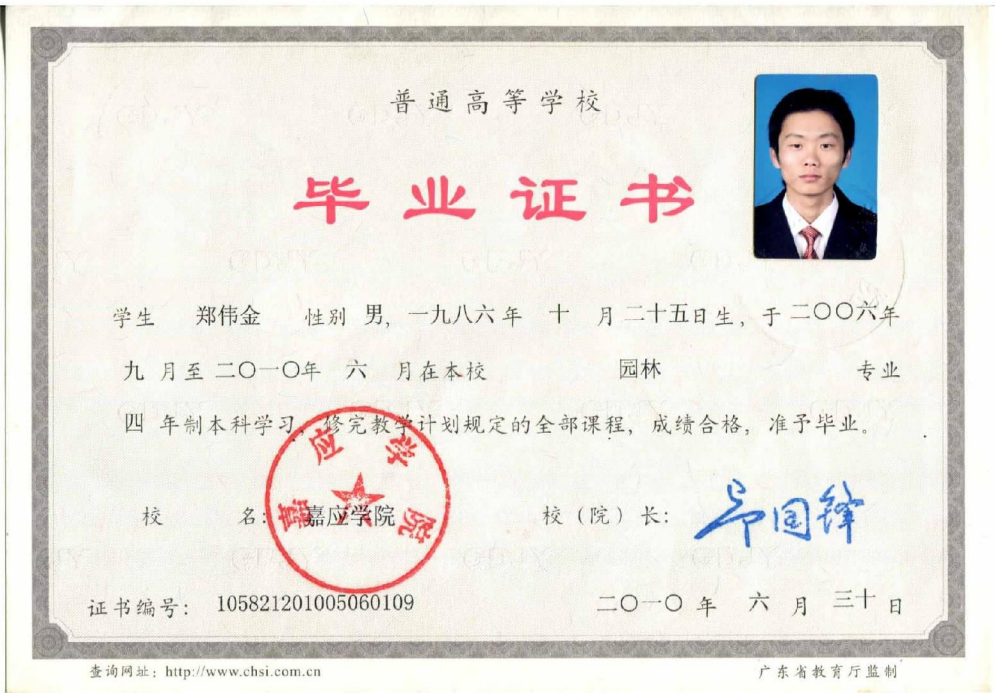 普通高等学校
毕业证书
学生 郑伟金 性别 男，一九八六年 十 月 二十五日生，于 二〇〇六年
九 月至 二〇一〇年 六 月在本校 园林 专业
四 年制本科学习，修完教学计划规定的全部课程，成绩合格，准予毕业。
嘉应学院
校 名：嘉应学院 校（院）长：
证书编号：105821201005060109 二〇一〇年 六 月 三十日
查询网址：http://www.chsi.com.cn 广东省教育厅监制